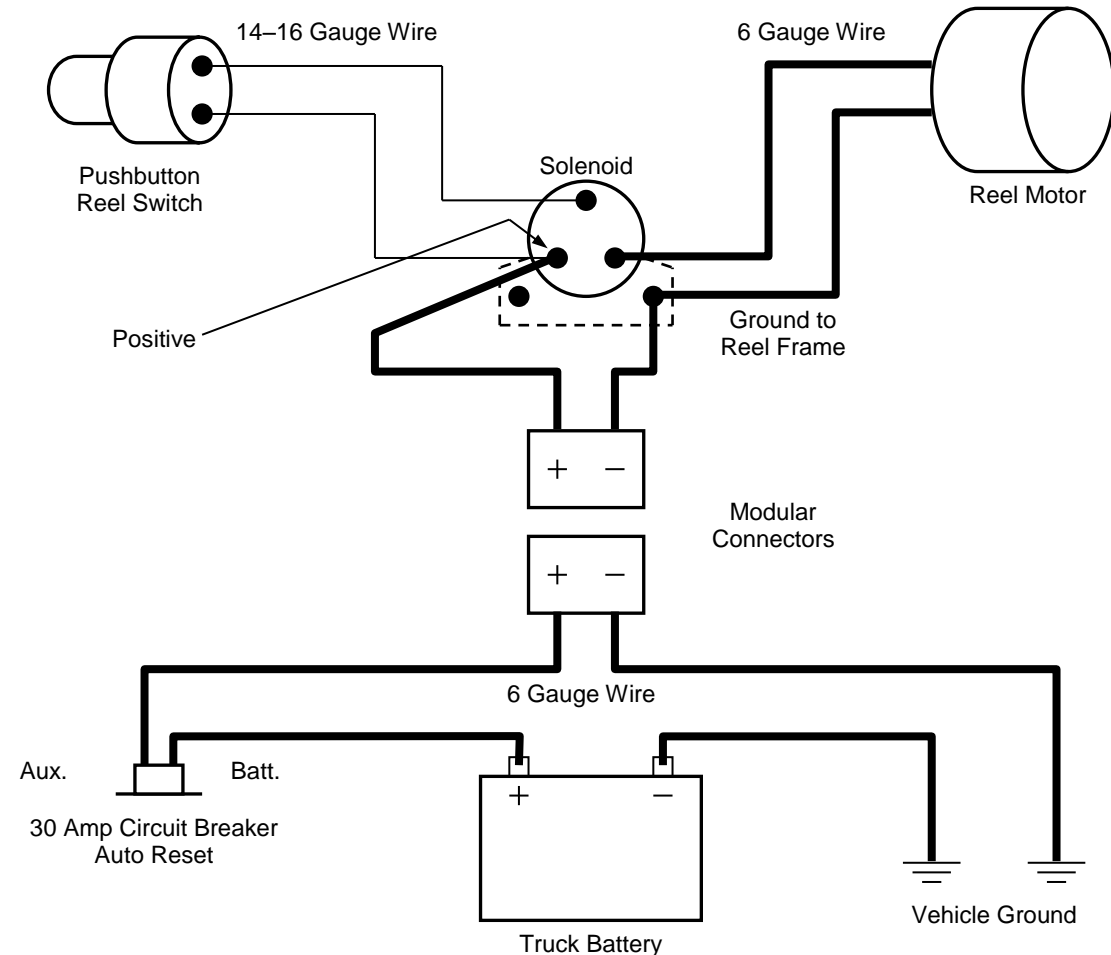 14–16 Gauge Wire
6 Gauge Wire
Pushbutton
Reel Switch
Solenoid
Reel Motor
Positive
Ground to
Reel Frame
+ −
Modular
Connectors
+ −
6 Gauge Wire
Aux.
Batt.
+ −
30 Amp Circuit Breaker
Auto Reset
Vehicle Ground
Truck Battery